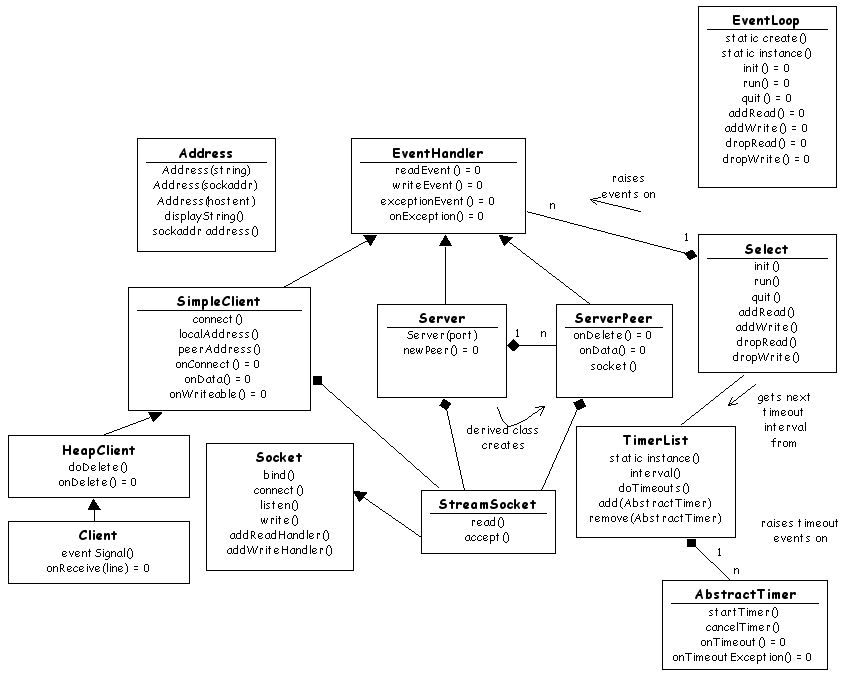 EventLoop
static create()
static instance()
init() = 0
run() = 0
quit() = 0
addRead() = 0
addWrite() = 0
dropRead() = 0
dropWrite() = 0
Address
Address(string)
Address(sockaddr)
Address(hostent)
displayString()
sockaddr address()
EventHandler
readEvent() = 0
writeEvent() = 0
exceptionEvent() = 0
onException() = 0
raises
events on
n
1
Select
init()
run()
quit()
addRead()
addWrite()
dropRead()
dropWrite()
SimpleClient
connect()
localAddress()
peerAddress()
onConnect() = 0
onData() = 0
onWriteable() = 0
Server
Server(port)
newPeer() = 0
1
n
ServerPeer
onDelete() = 0
onData() = 0
socket()
derived class
creates
gets next
timeout
interval
from
HeapClient
doDelete()
onDelete() = 0
Socket
bind()
connect()
listen()
write()
addReadHandler()
addWriteHandler()
TimerList
static instance()
interval()
doTimeouts()
add(AbstractTimer)
remove(AbstractTimer)
StreamSocket
read()
accept()
Client
eventSignal()
onReceive(line) = 0
raises timeout
events on
1
n
AbstractTimer
startTimer()
cancelTimer()
onTimeout() = 0
onTimeoutException() = 0